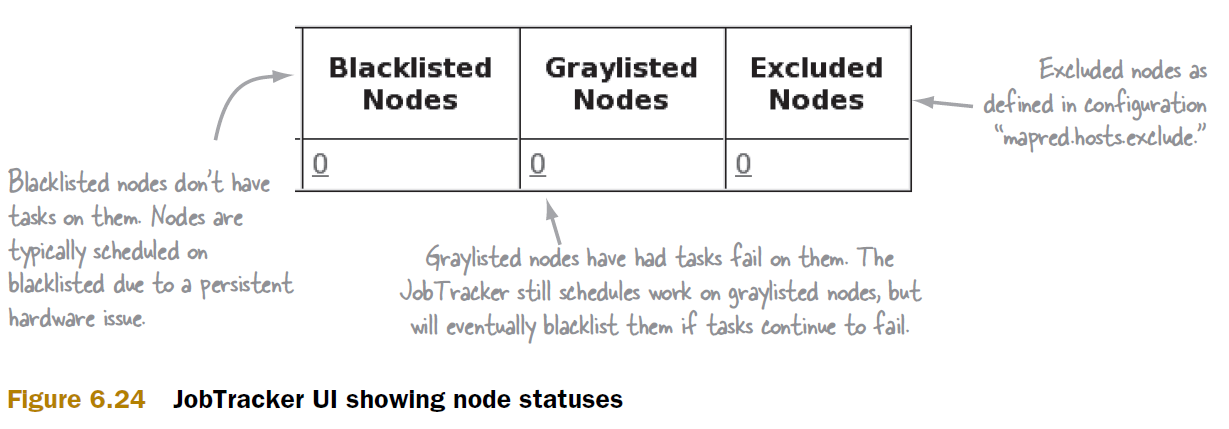 Blacklisted
Nodes
Graylisted
Nodes
Excluded
Nodes
0
0
0
Excluded nodes as
defined in configuration
“mapred.hosts.exclude.”
Blacklisted nodes don’t have
tasks on them. Nodes are
typically scheduled on
blacklisted due to a persistent
hardware issue.
Graylisted nodes have had tasks fail on them. The
JobTracker still schedules work on graylisted nodes, but
will eventually blacklist them if tasks continue to fail.
Figure 6.24 JobTracker UI showing node statuses